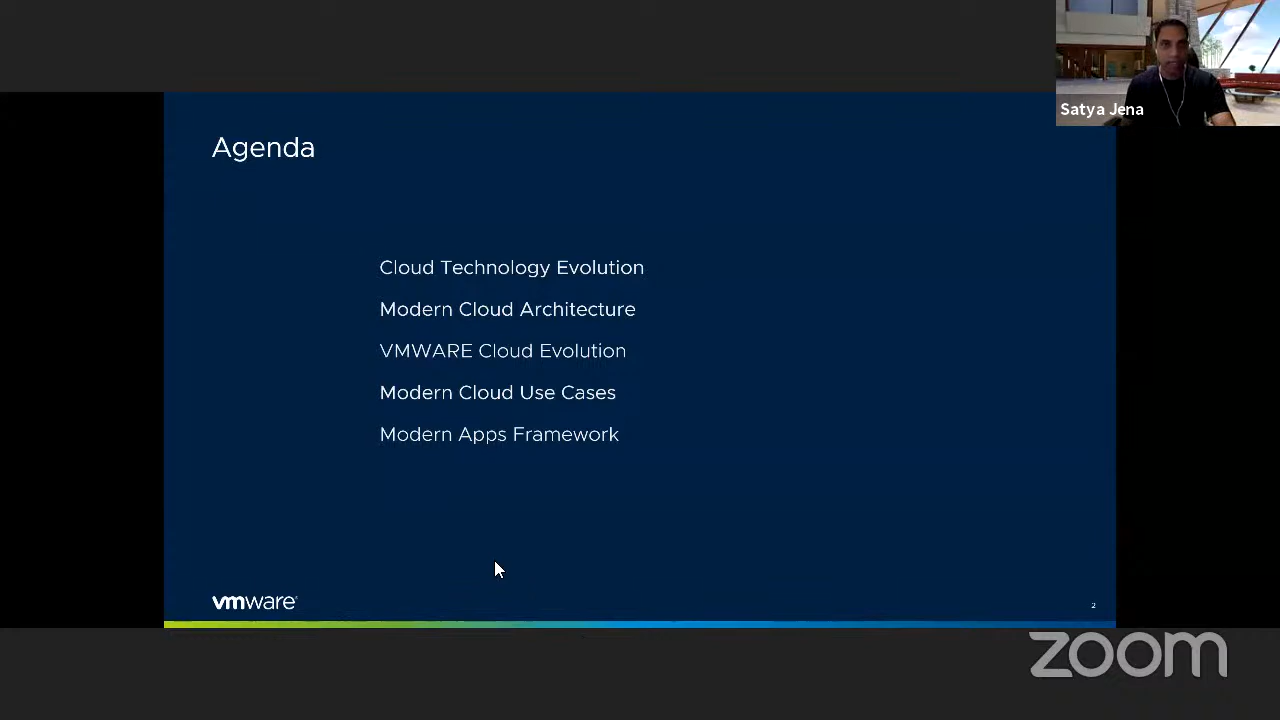 Satya Jena
Agenda
Cloud Technology Evolution
Modern Cloud Architecture
VMWARE Cloud Evolution
Modern Cloud Use Cases
Modern Apps Framework
vmware®
2
zoom